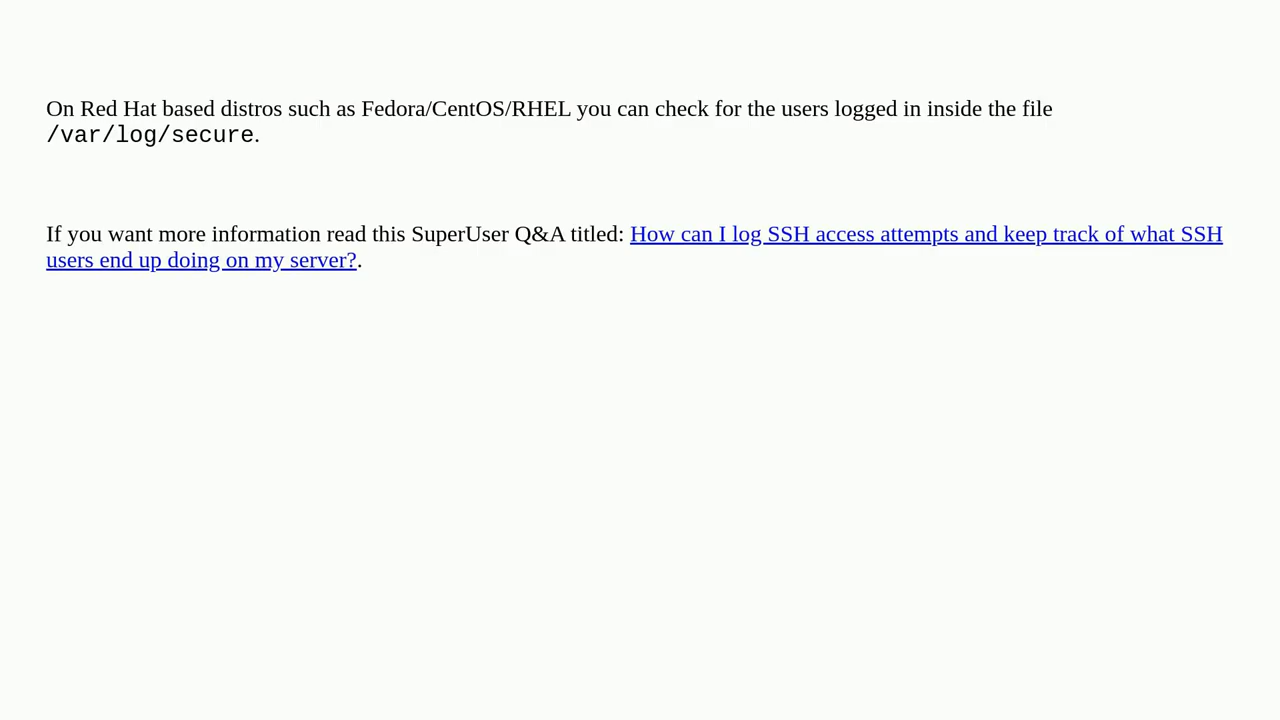 On Red Hat based distros such as Fedora/CentOS/RHEL you can check for the users logged in inside the file
/var/log/secure.
If you want more information read this SuperUser Q&A titled: How can I log SSH access attempts and keep track of what SSH
users end up doing on my server?.